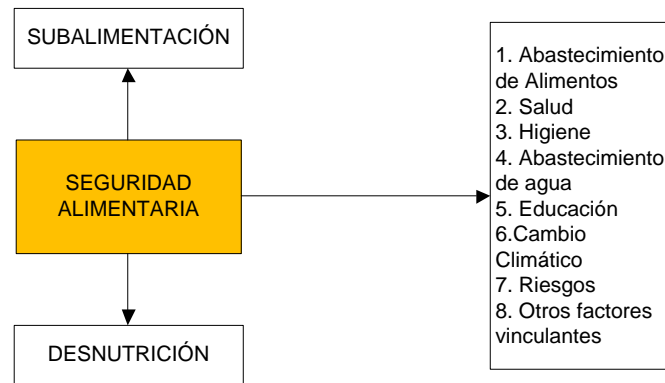 SUBALIMENTACIÓN
SEGURIDAD
ALIMENTARIA
DESNUTRICIÓN
1. Abastecimiento
de Alimentos
2. Salud
3. Higiene
4. Abastecimiento
de agua
5. Educación
6.Cambio
Climático
7. Riesgos
8. Otros factores
vinculantes